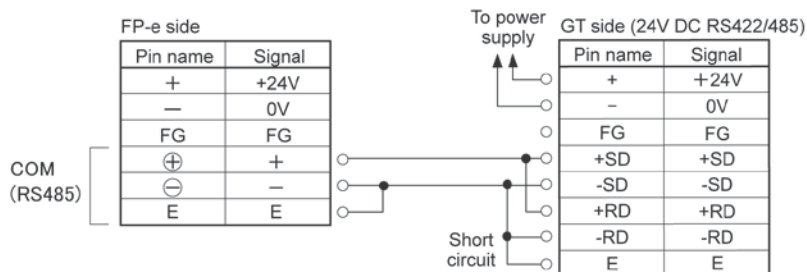 FP-e side
Pin name Signal
+ +24V
− 0V
FG FG
⊕ +
⊖ −
E E
COM
(RS485)
To power
supply
GT side (24V DC RS422/485)
Pin name Signal
+ +24V
− 0V
FG FG
+SD +SD
-SD -SD
+RD +RD
-RD -RD
E E
Short
circuit